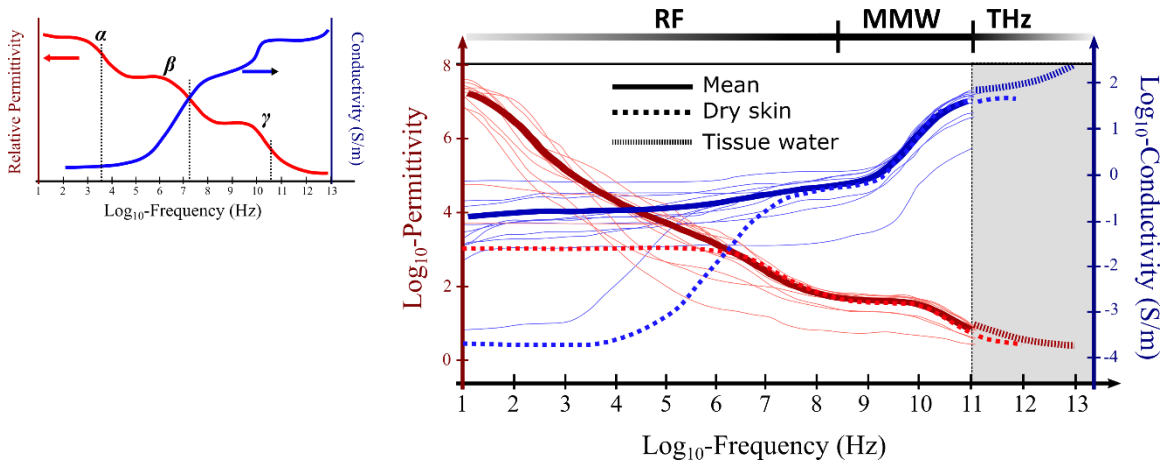 α
β
γ
Relative Permittivity
Conductivity (S/m)
1 2 3 4 5 6 7 8 9 10 11 12 13
Log10-Frequency (Hz)
RF MMW THz
8
6
4
2
0
Log10-Permittivity
Mean
Dry skin
Tissue water
2
1
0
-1
-2
-3
-4
Log10-Conductivity (S/m)
1 2 3 4 5 6 7 8 9 10 11 12 13
Log10-Frequency (Hz)